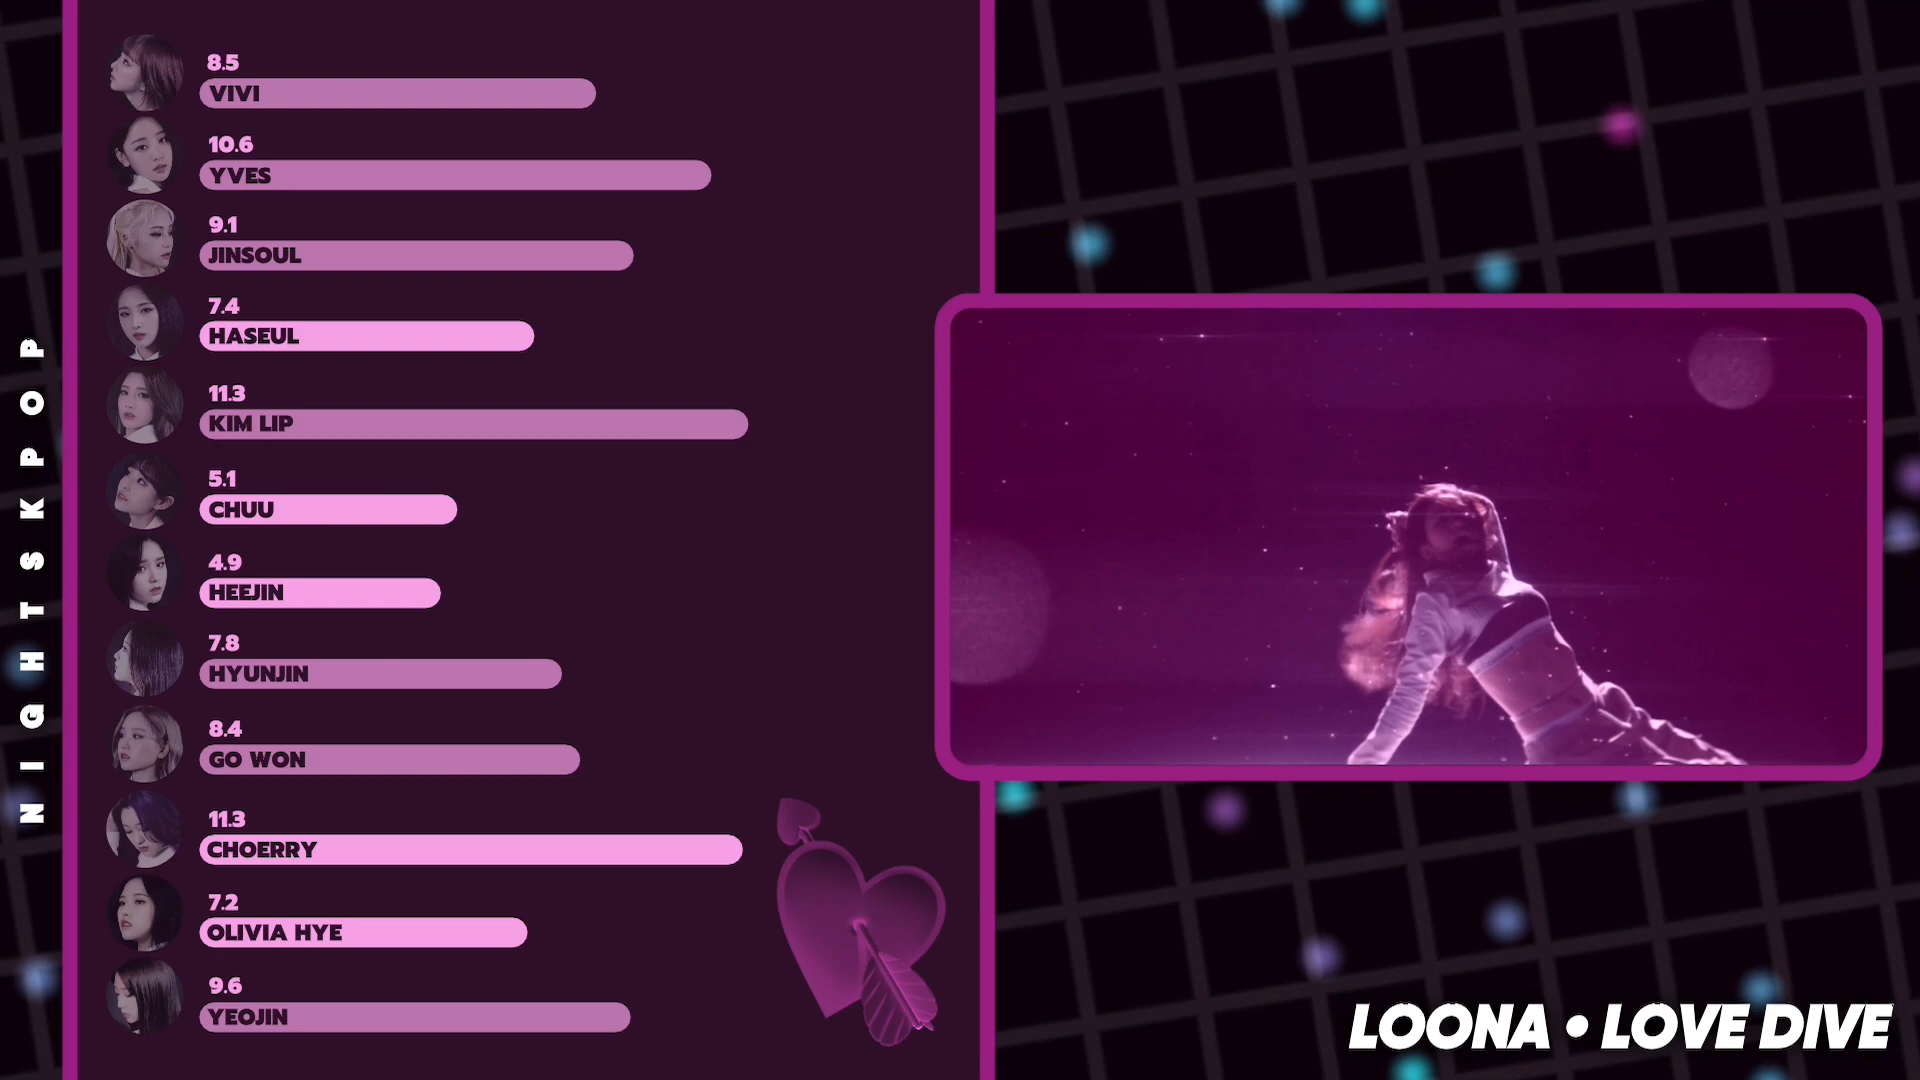 NIGHTSKPOP
8.5
VIVI
10.6
YVES
9.1
JINSOUL
7.4
HASEUL
11.3
KIM LIP
5.1
CHUU
4.9
HEEJIN
7.8
HYUNJIN
8.4
GO WON
11.3
CHOERRY
7.2
OLIVIA HYE
9.6
YEOJIN
LOONA • LOVE DIVE